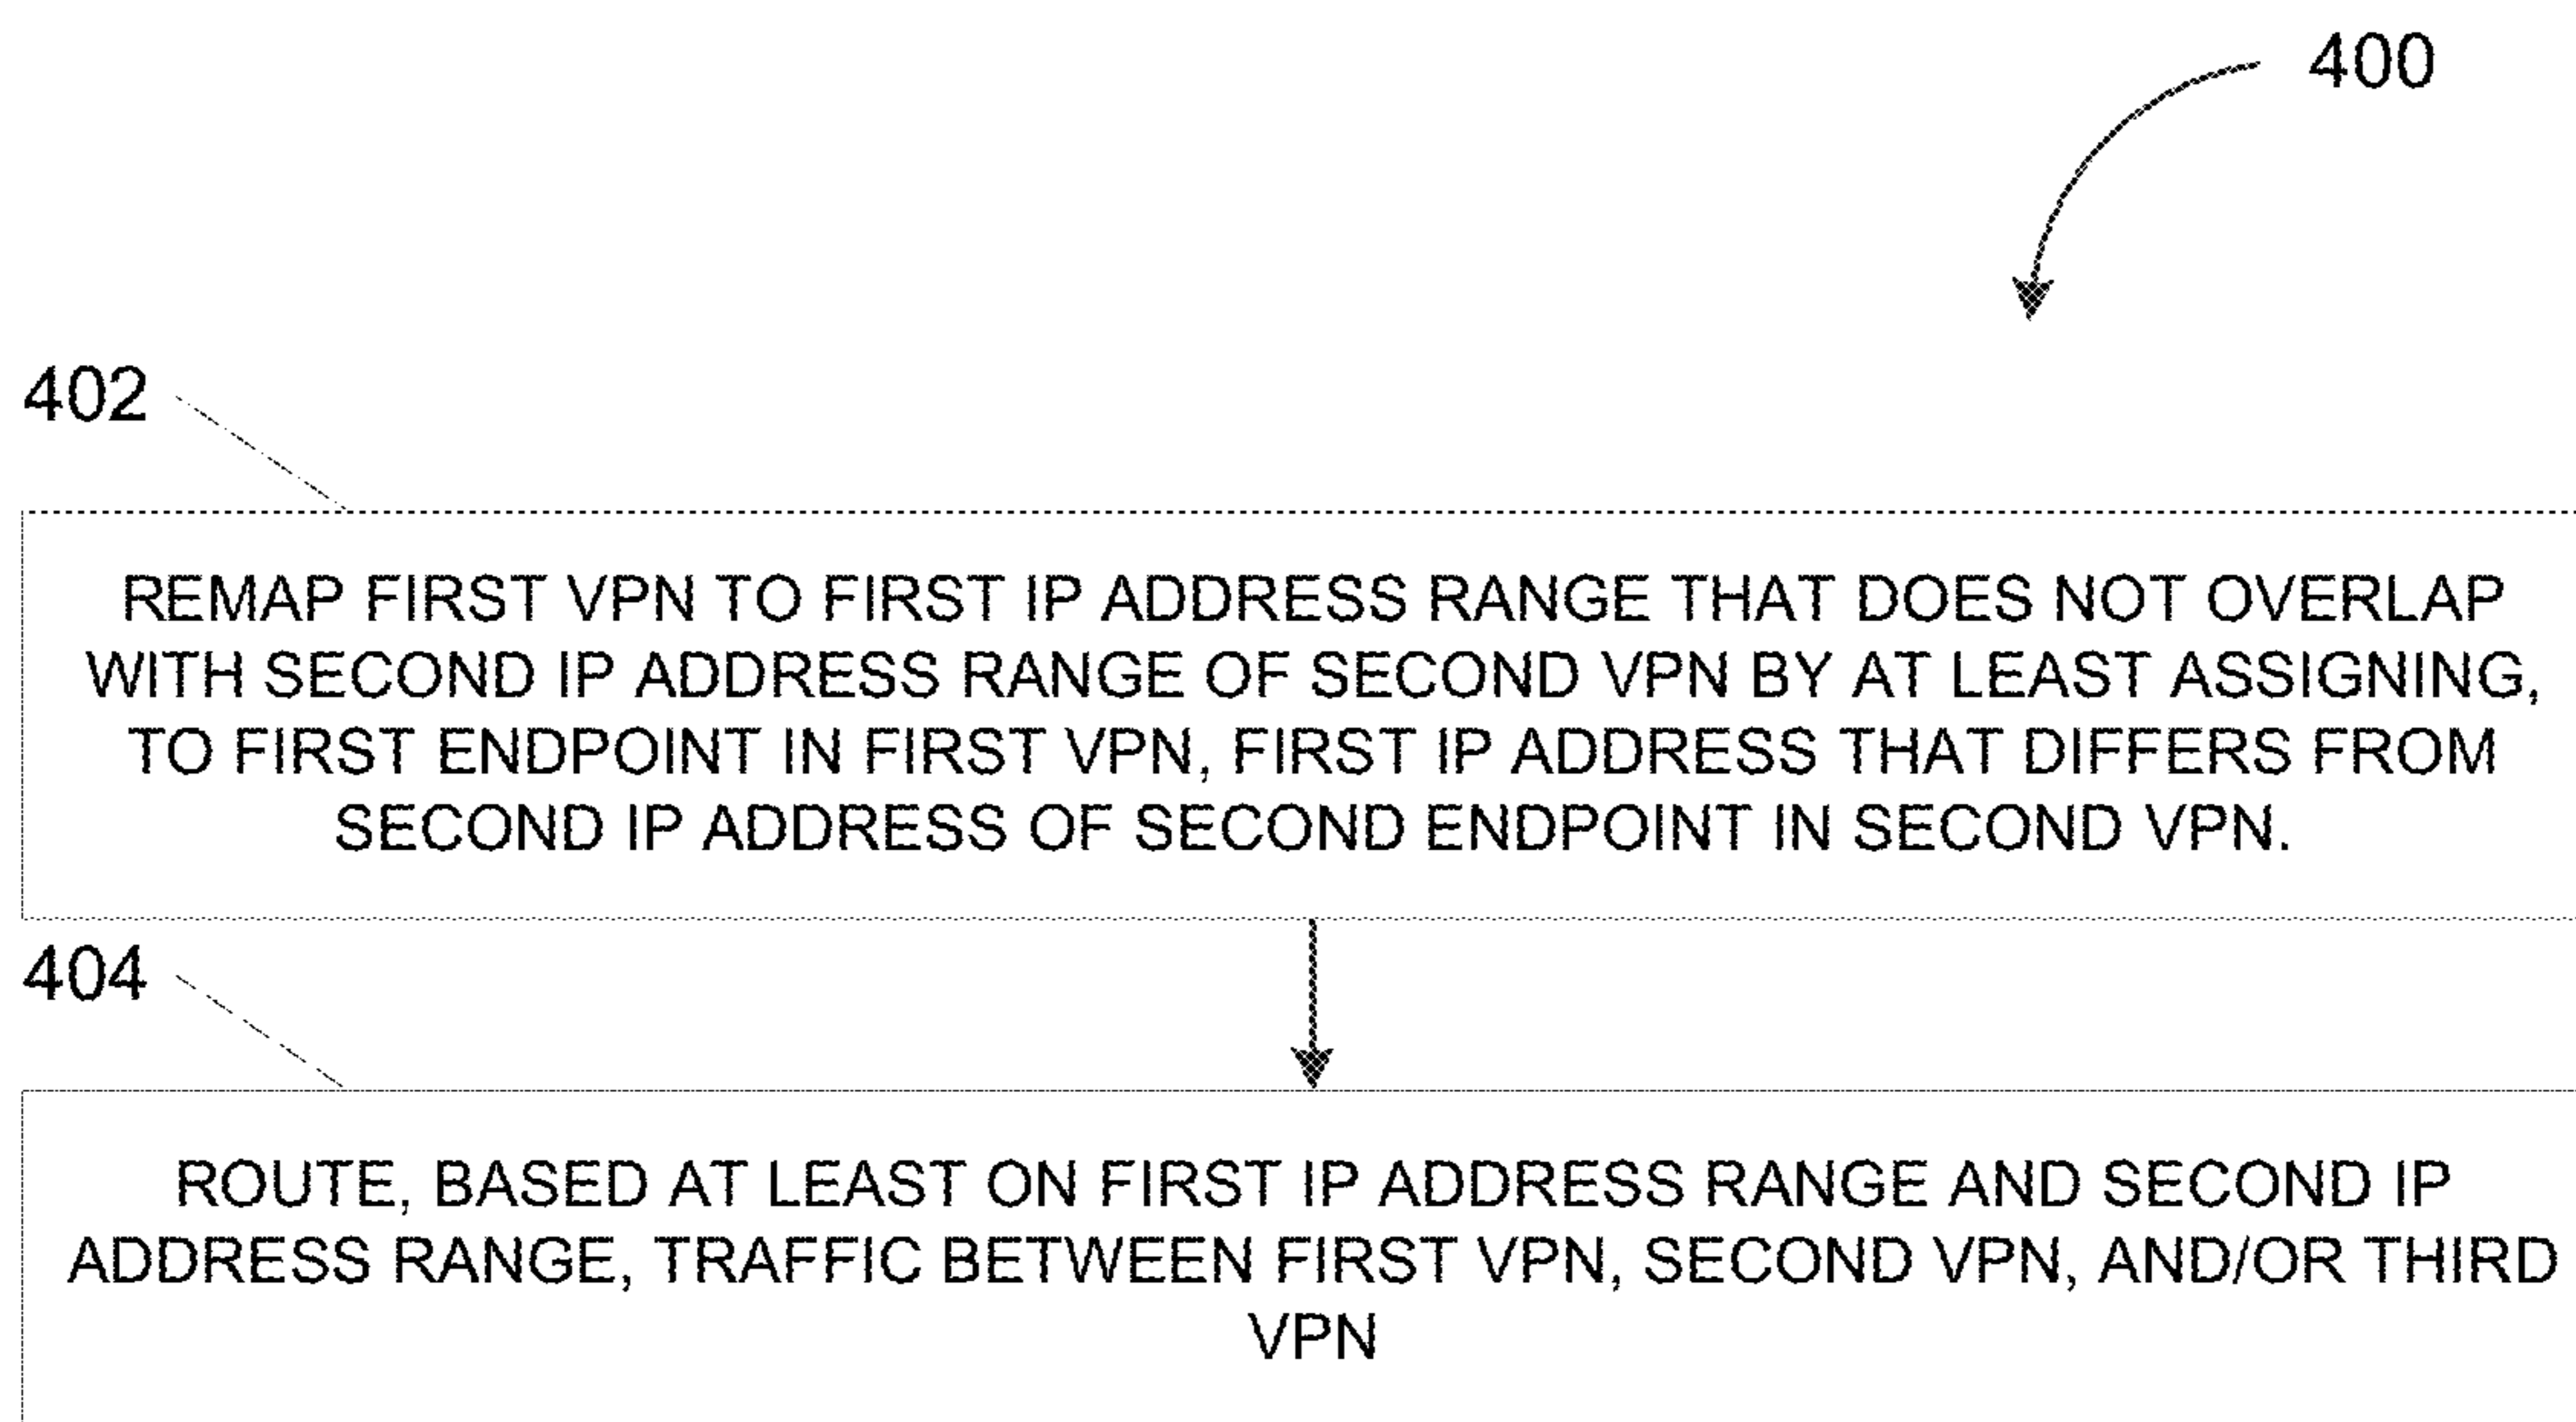 400
402
REMAP FIRST VPN TO FIRST IP ADDRESS RANGE THAT DOES NOT OVERLAP
WITH SECOND IP ADDRESS RANGE OF SECOND VPN BY AT LEAST ASSIGNING,
TO FIRST ENDPOINT IN FIRST VPN, FIRST IP ADDRESS THAT DIFFERS FROM
SECOND IP ADDRESS OF SECOND ENDPOINT IN SECOND VPN.
404
ROUTE, BASED AT LEAST ON FIRST IP ADDRESS RANGE AND SECOND IP
ADDRESS RANGE, TRAFFIC BETWEEN FIRST VPN, SECOND VPN, AND/OR THIRD
VPN